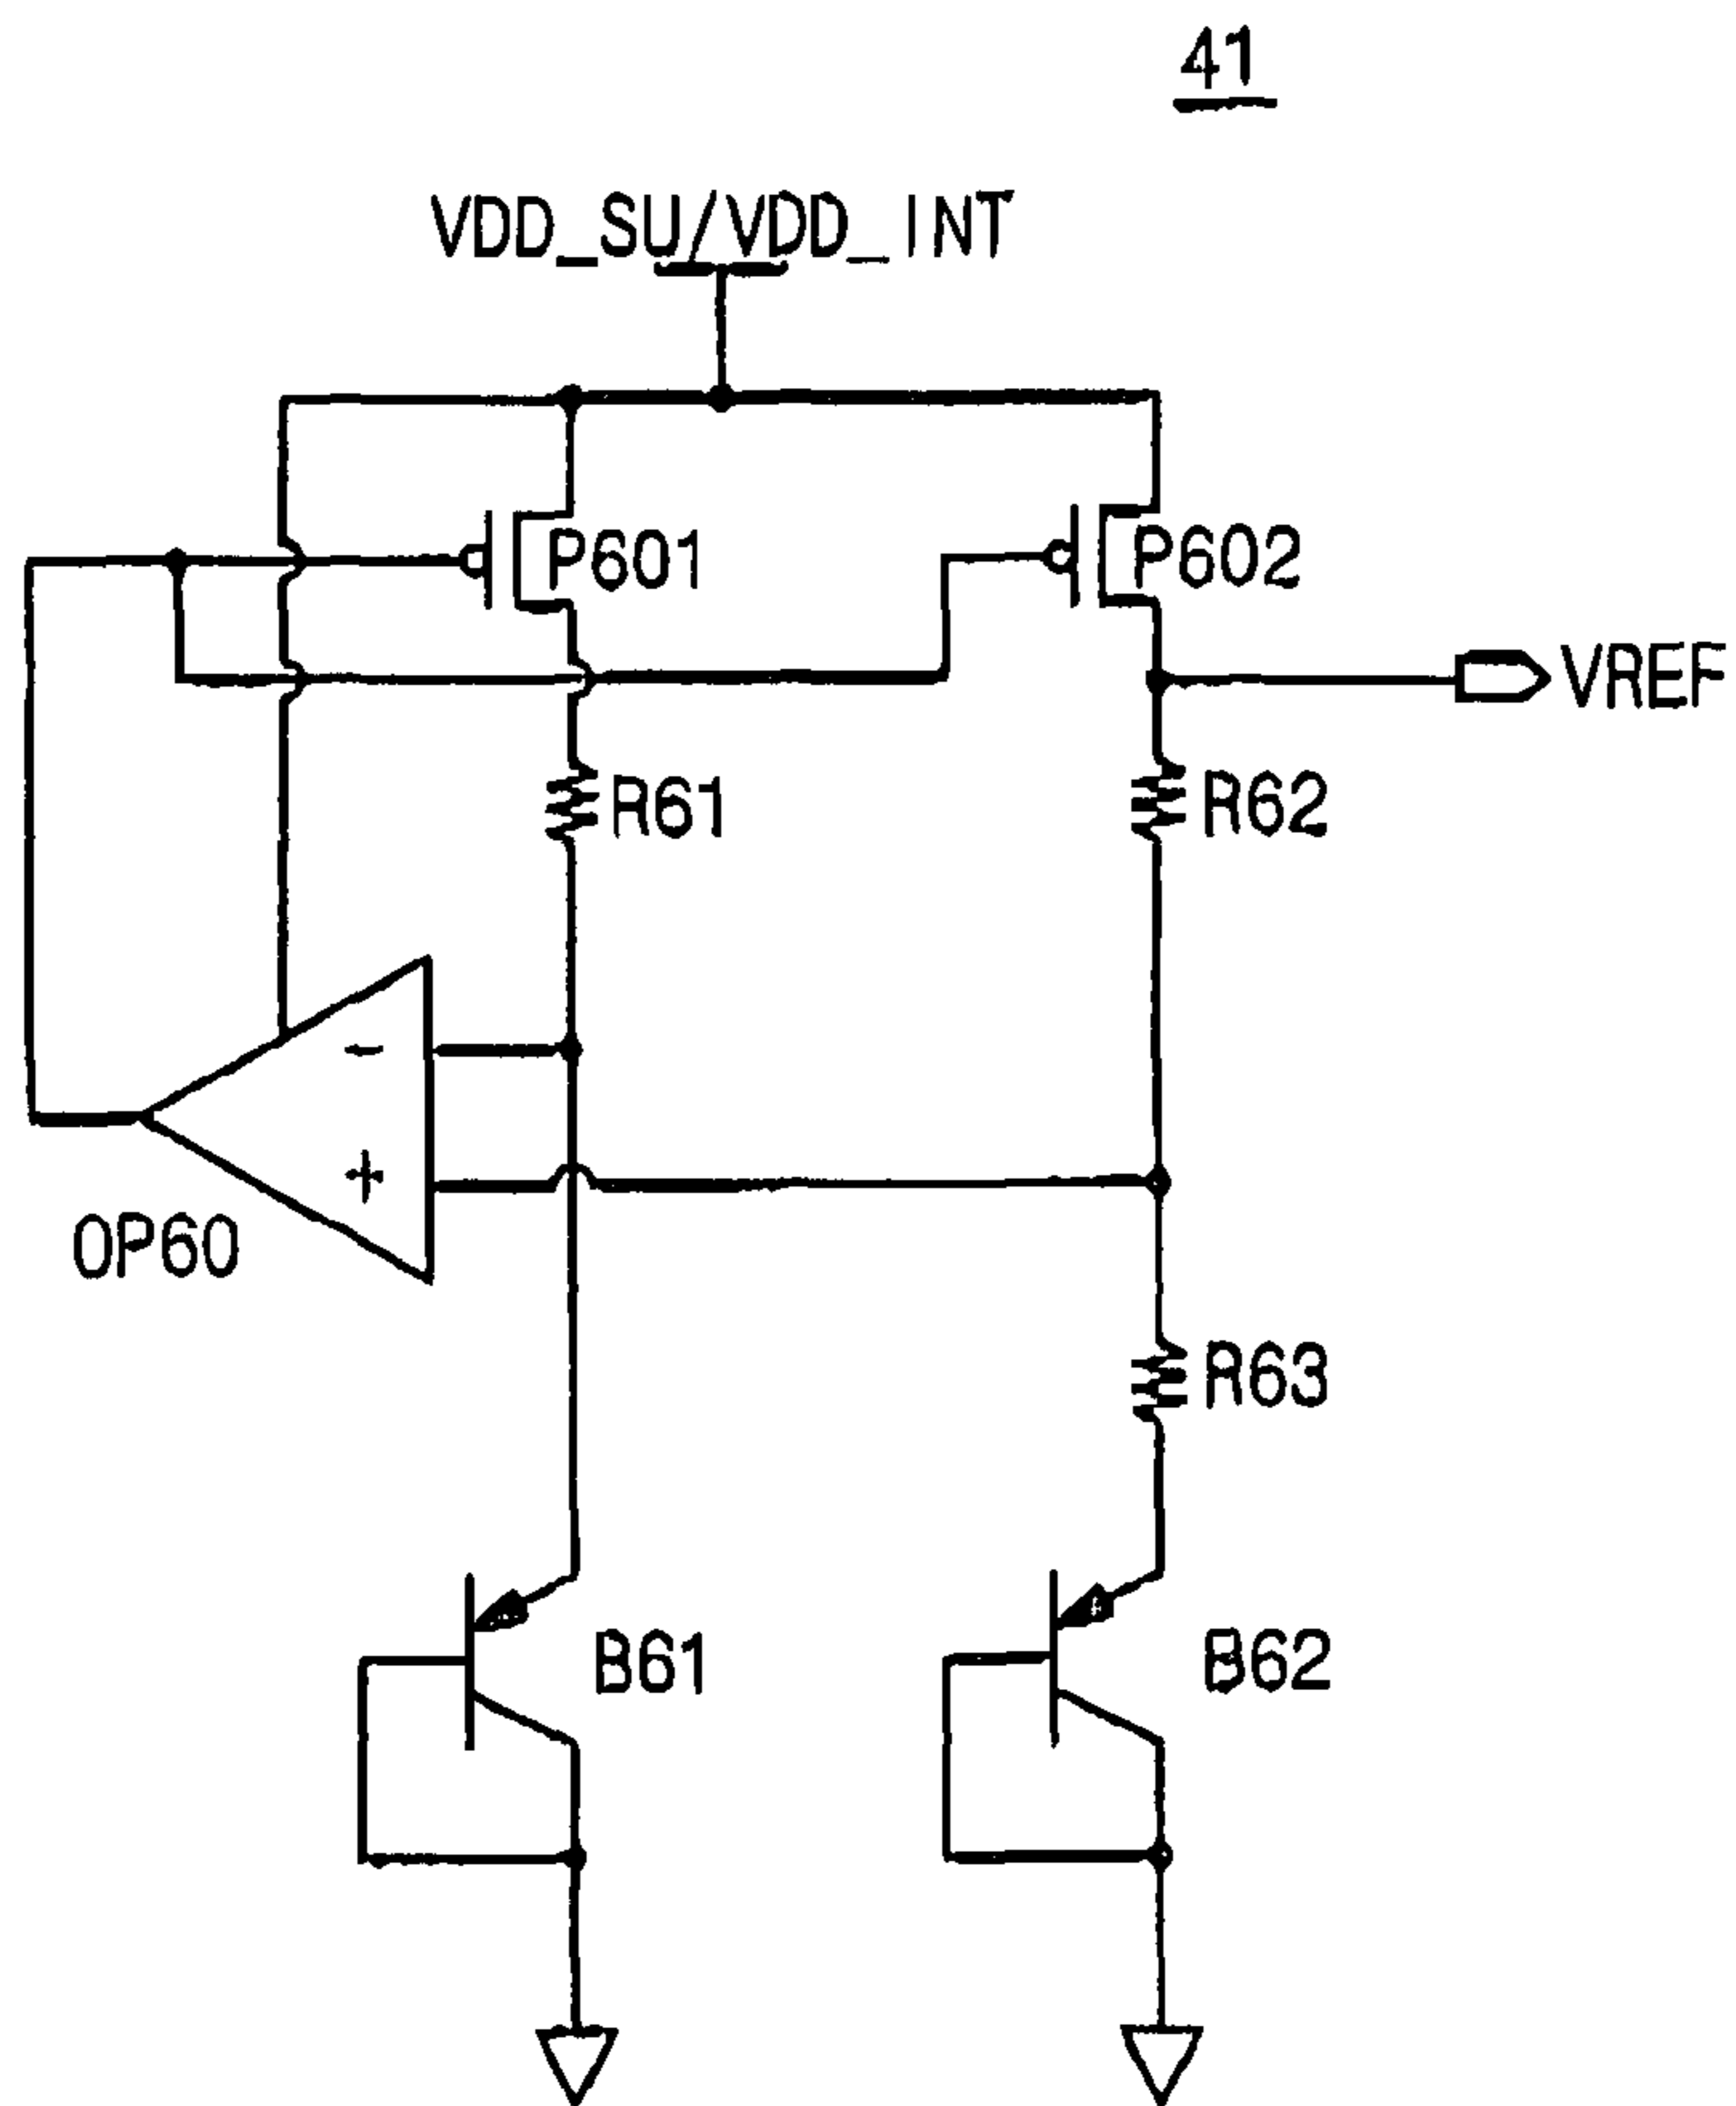 41
VDD_SU/VDD_INT
P601
P602
VREF
R61
R62
-
+
OP60
R63
B61
B62